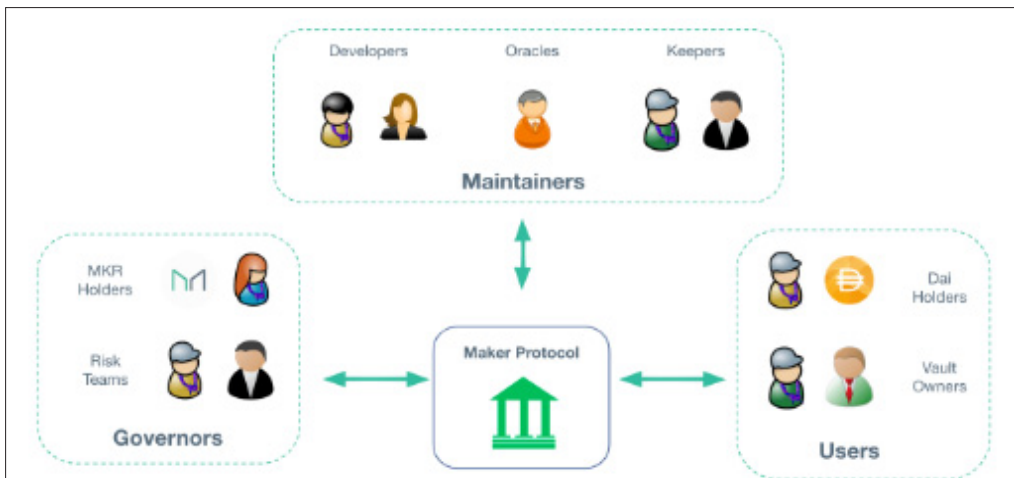 Developers
Oracles
Keepers
Maintainers
MKR
Holders
Risk
Teams
Governors
Maker Protocol
Dai
Holders
Vault
Owners
Users